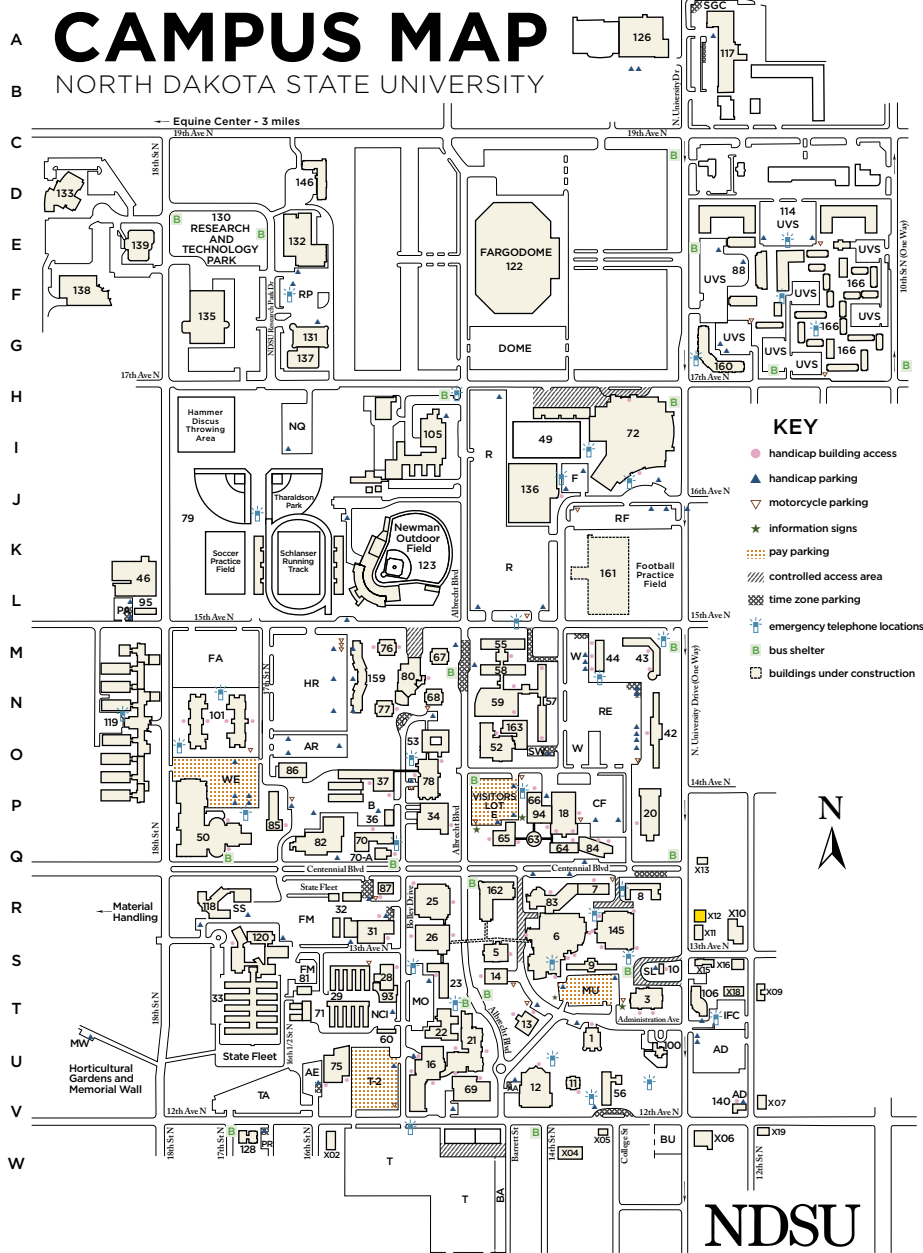 CAMPUS MAP
NORTH DAKOTA STATE UNIVERSITY
A
B
C
D
E
F
G
H
I
J
K
L
M
N
O
P
Q
R
S
T
U
V
W
SGC
126
117
N. University Dr.
← Equine Center - 3 miles
19th Ave N
19th Ave N
18th St N
B
146
133
130
RESEARCH
AND
TECHNOLOGY
PARK
B
B
132
139
138
135
RP
NDSU Research Park Dr
131
137
FARGODOME
122
DOME
114
UVS
B
UVS
88
UVS
166
UVS
UVS
166
UVS
166
UVS
UVS
160
B
B
10th St N (One Way)
17th Ave N
17th Ave N
Hammer
Discus
Throwing
Area
NQ
B
105
R
49
72
B
136
F
16th Ave N
RF
79
Tharaldson
Park
Soccer
Practice
Field
Schlanser
Running
Track
Newman
Outdoor
Field
123
R
161
Football
Practice
Field
Albrecht Blvd
46
95
PA
15th Ave N
15th Ave N
KEY
handicap building access
handicap parking
motorcycle parking
information signs
pay parking
controlled access area
time zone parking
emergency telephone locations
B bus shelter
buildings under construction
FA
17th St N
HR
159
76
67
80
B
77
68
55
58
59
57
163
52
SW
W
44
43
B
RE
W
42
N. University Drive (One Way)
119
101
AR
53
WE
86
37
78
B
36
34
Albrecht Blvd
B
VISITORS
LOT
E
66
94
18
CF
20
14th Ave N
N
85
50
82
70
70-A
65
63
64
84
B
B
B
18th St N
Centennial Blvd
Centennial Blvd
X13
State Fleet
87
B
162
7
83
8
← Material
Handling
118
SS
FM
32
31
Bolley Drive
25
26
6
145
X12
X11
X10
13th Ave N
13th Ave N
120
FM
81
28
5
9
B
SL
10
X15
X16
33
29
93
MO
23
14
B
MU
3
106
X18
X09
71
NCI
B
Administration Ave
IFC
60
22
21
Albrecht Blvd
13
1
100
AD
18th St N
16th 1/2 St N
MW
Horticultural
Gardens and
Memorial Wall
State Fleet
AE
75
T-2
16
69
AA
12
11
56
TA
AD
140
X07
12th Ave N
12th Ave N
B
128
PR
X02
18th St N
17th St N
16th St N
T
T
BA
Barrett St
B
14th St N
X04
X05
College St
BU
X06
X19
12th St N
NDSU